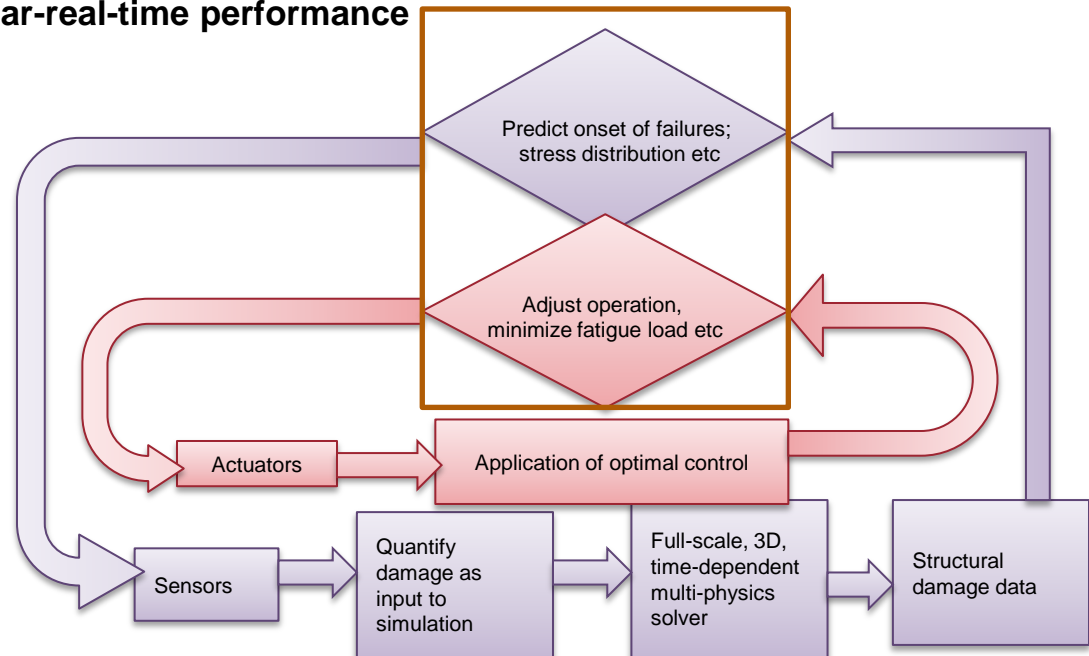 ar-real-time performance
Predict onset of failures;
stress distribution etc
Adjust operation,
minimize fatigue load etc
Actuators
Application of optimal control
Sensors
Quantify
damage as
input to
simulation
Full-scale, 3D,
time-dependent
multi-physics
solver
Structural
damage data